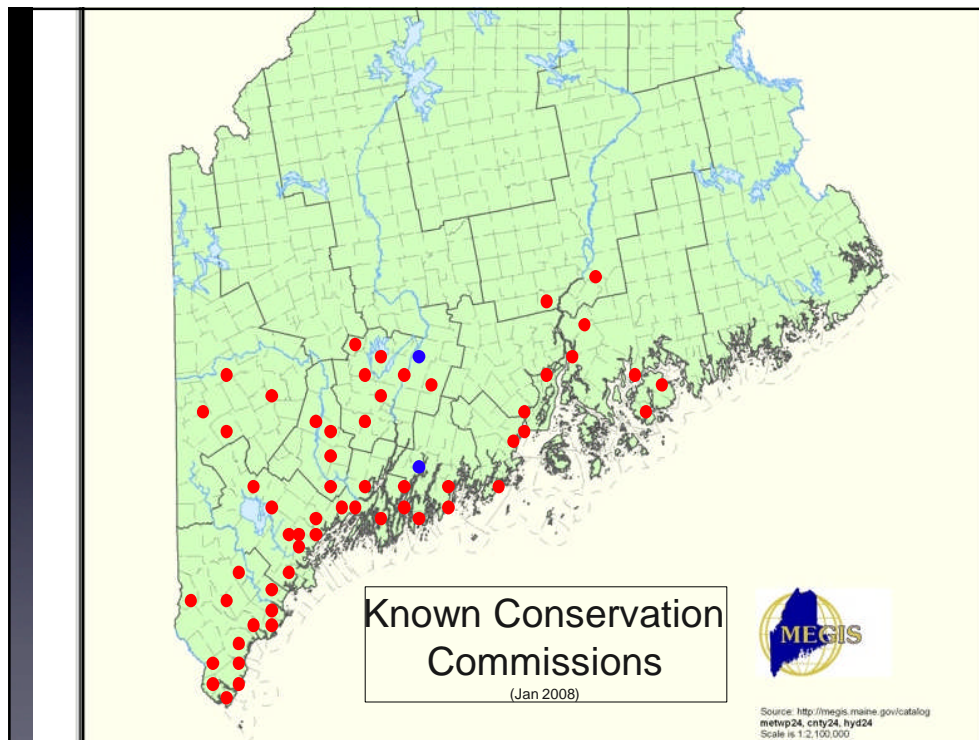 Known Conservation
Commissions
(Jan 2008)
MEGIS
Source: http://megis.maine.gov/catalog
metwp24, cnty24, hyd24
Scale is 1:2,100,000